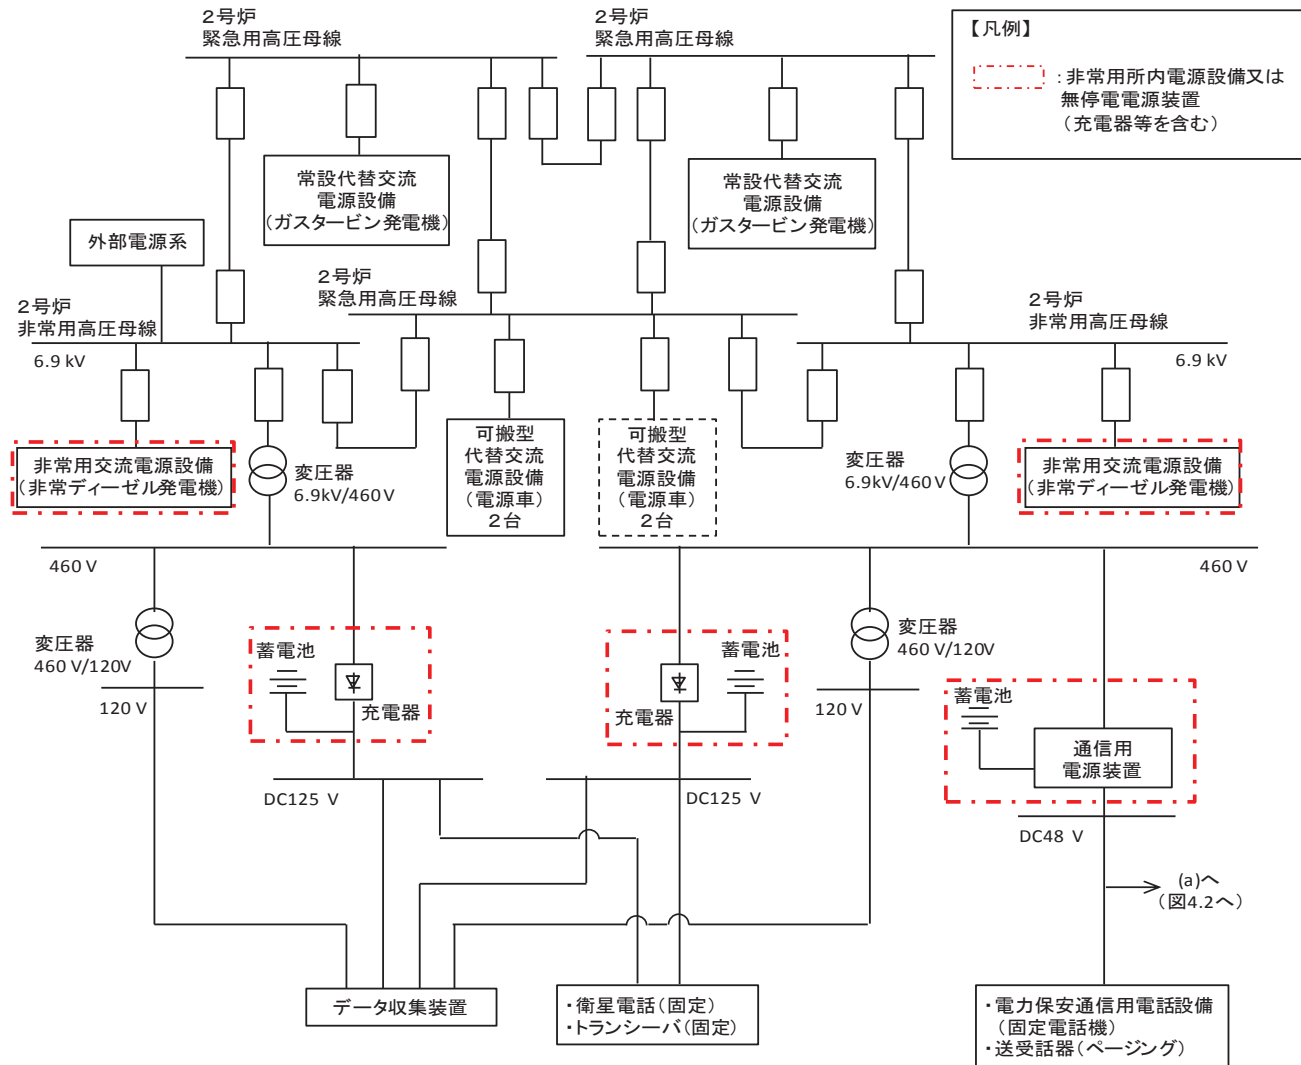 2号炉
緊急用高圧母線
2号炉
緊急用高圧母線
【凡例】
：非常用所内電源設備又は
無停電電源装置
（充電器等を含む）
常設代替交流
電源設備
(ガスタービン発電機)
常設代替交流
電源設備
(ガスタービン発電機)
外部電源系
2号炉
緊急用高圧母線
2号炉
非常用高圧母線
2号炉
非常用高圧母線
6.9 kV
6.9 kV
非常用交流電源設備
(非常ディーゼル発電機)
変圧器
6.9kV/460V
可搬型
代替交流
電源設備
(電源車)
2台
可搬型
代替交流
電源設備
(電源車)
2台
変圧器
6.9kV/460V
非常用交流電源設備
(非常ディーゼル発電機)
460 V
460 V
変圧器
460 V/120V
蓄電池
充電器
蓄電池
充電器
変圧器
460 V/120V
120 V
120 V
蓄電池
通信用
電源装置
DC125 V
DC125 V
DC48 V
(a)へ
(図4.2へ)
データ収集装置
・衛星電話(固定)
・トランシーバ(固定)
・電力保安通信用電話設備
(固定電話機)
・送受話器(ページング)